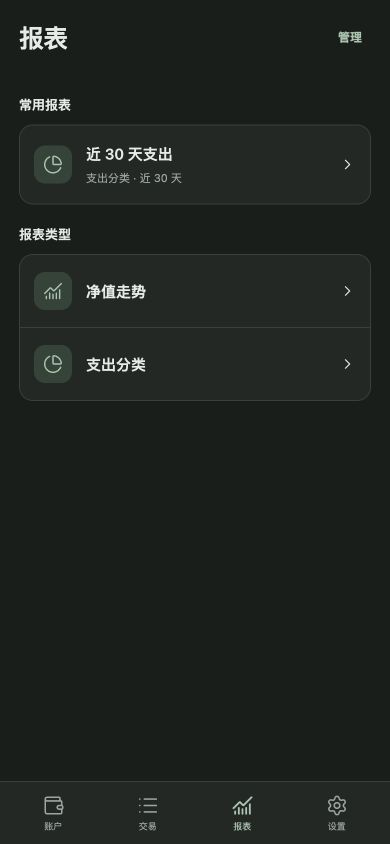 报表
管理
常用报表
近 30 天支出
支出分类 · 近 30 天
报表类型
净值走势
支出分类
账户
交易
报表
设置